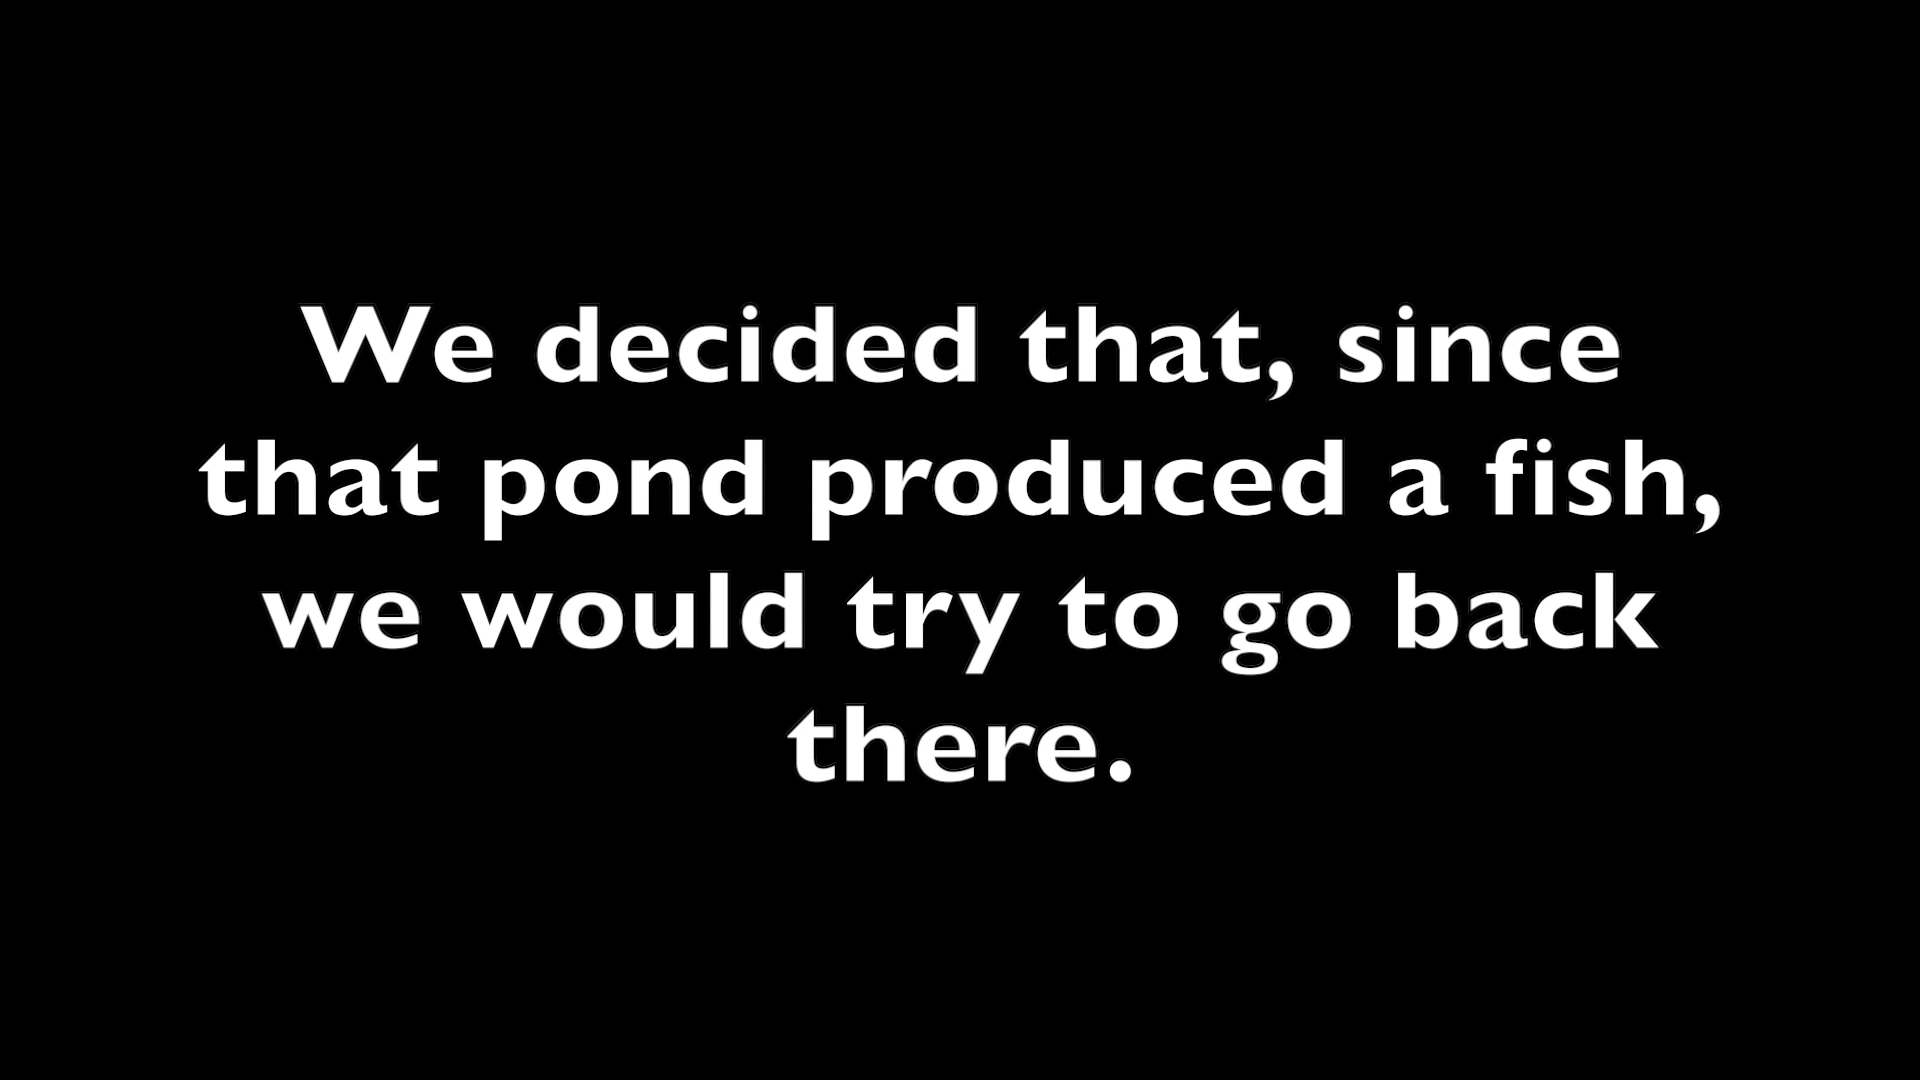 We decided that, since
that pond produced a fish,
we would try to go back
there.